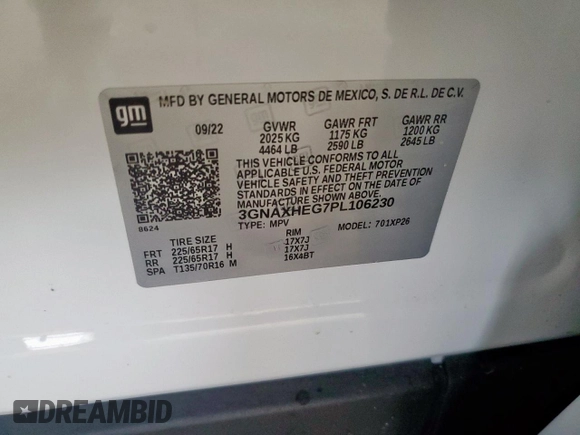 gm
MFD BY GENERAL MOTORS DE MEXICO, S. DE R.L. DE C.V.
09/22 GVWR GAWR FRT GAWR RR
2025 KG 1175 KG 1200 KG
4464 LB 2590 LB 2645 LB
THIS VEHICLE CONFORMS TO ALL
APPLICABLE U.S. FEDERAL MOTOR
VEHICLE SAFETY AND THEFT PREVENTION
STANDARDS IN EFFECT ON THE DATE OF
MANUFACTURE SHOWN ABOVE.
3GNAXHEG7PL106230
8624
TYPE: MPV MODEL: 701XP26
TIRE SIZE RIM
FRT 225/65R17 H 17X7J
RR 225/65R17 H 17X7J
SPA T135/70R16 M 16X4BT
DREAMBID